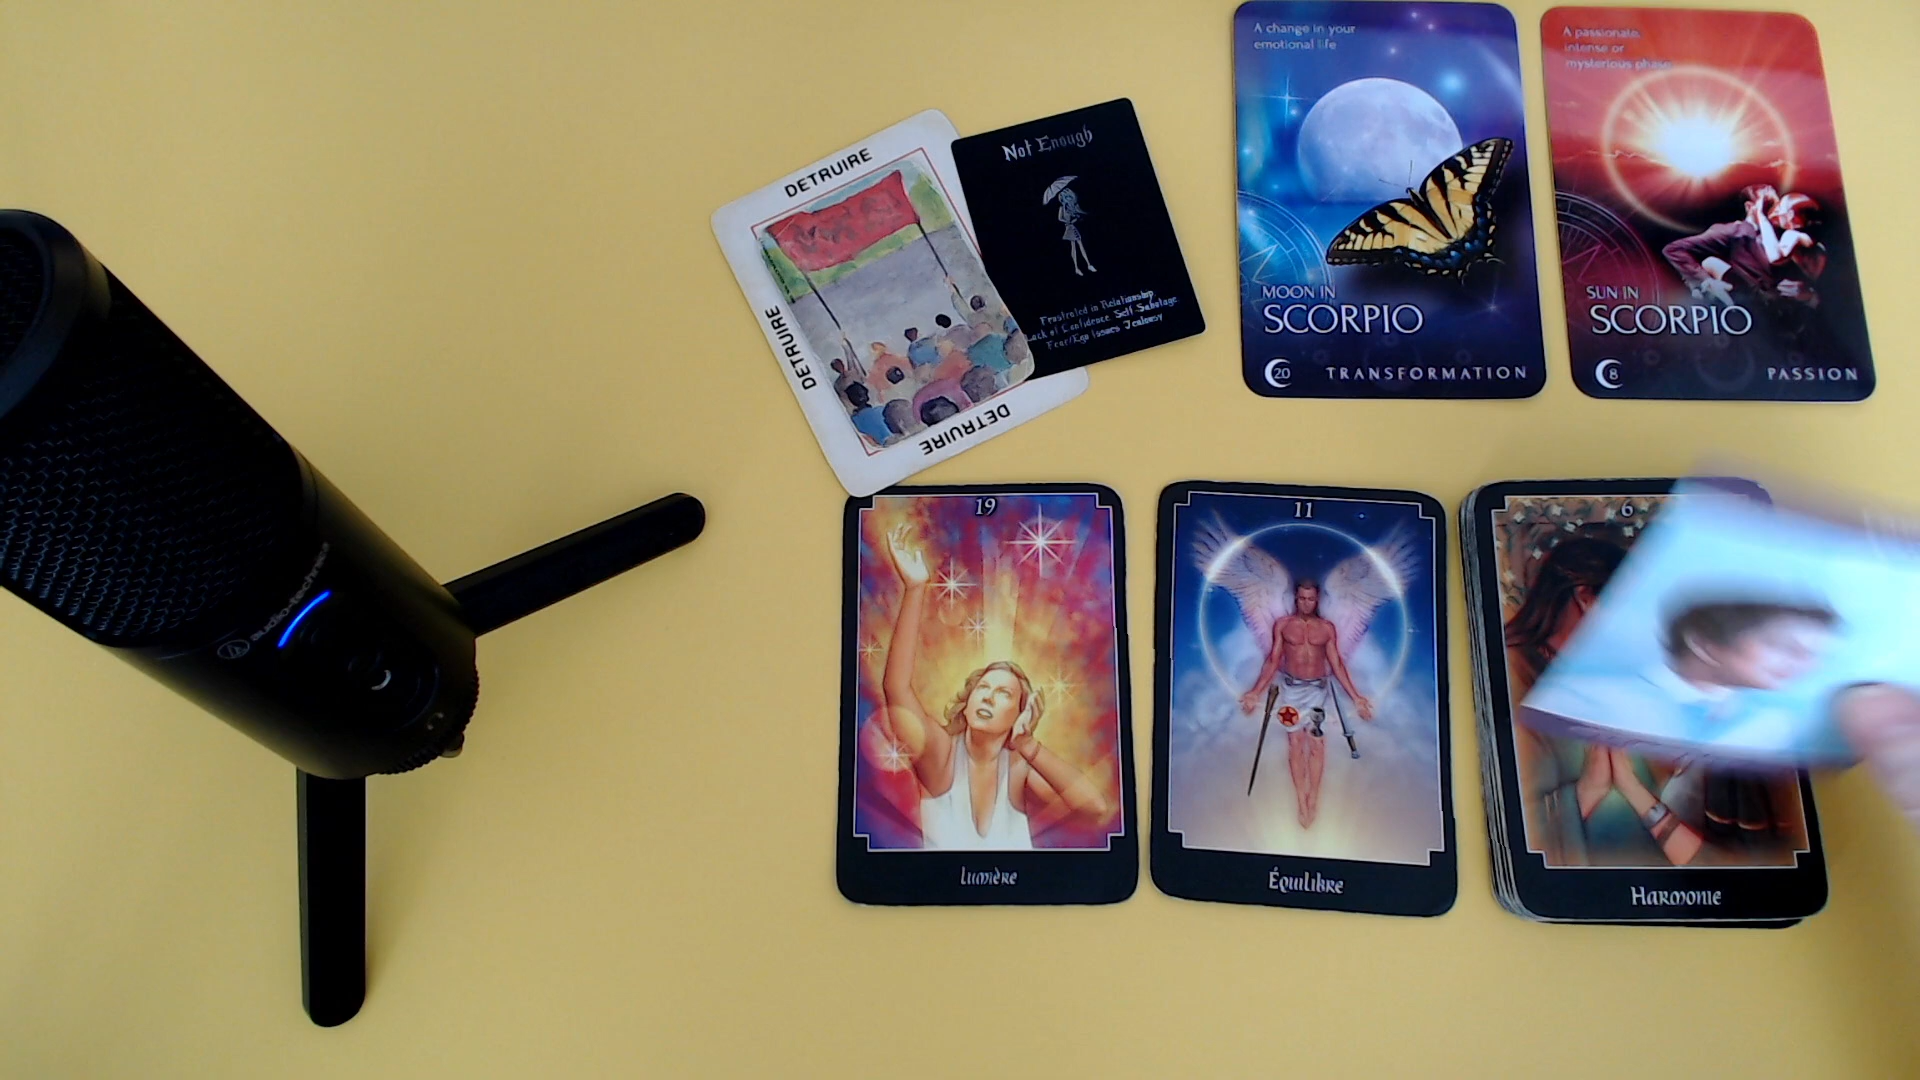 A change in your
emotional life
MOON IN
SCORPIO
20 TRANSFORMATION
A passionate,
intense or
mysterious phase
SUN IN
SCORPIO
8 PASSION
DETRUIRE
DETRUIRE
DETRUIRE
Not Enough
Frustrated in Relationship
Lack of Confidence Self-Sabotage
Fear/Ego Issues Jealousy
audio-technica
19
Lumière
11
Équilibre
6
Harmonie